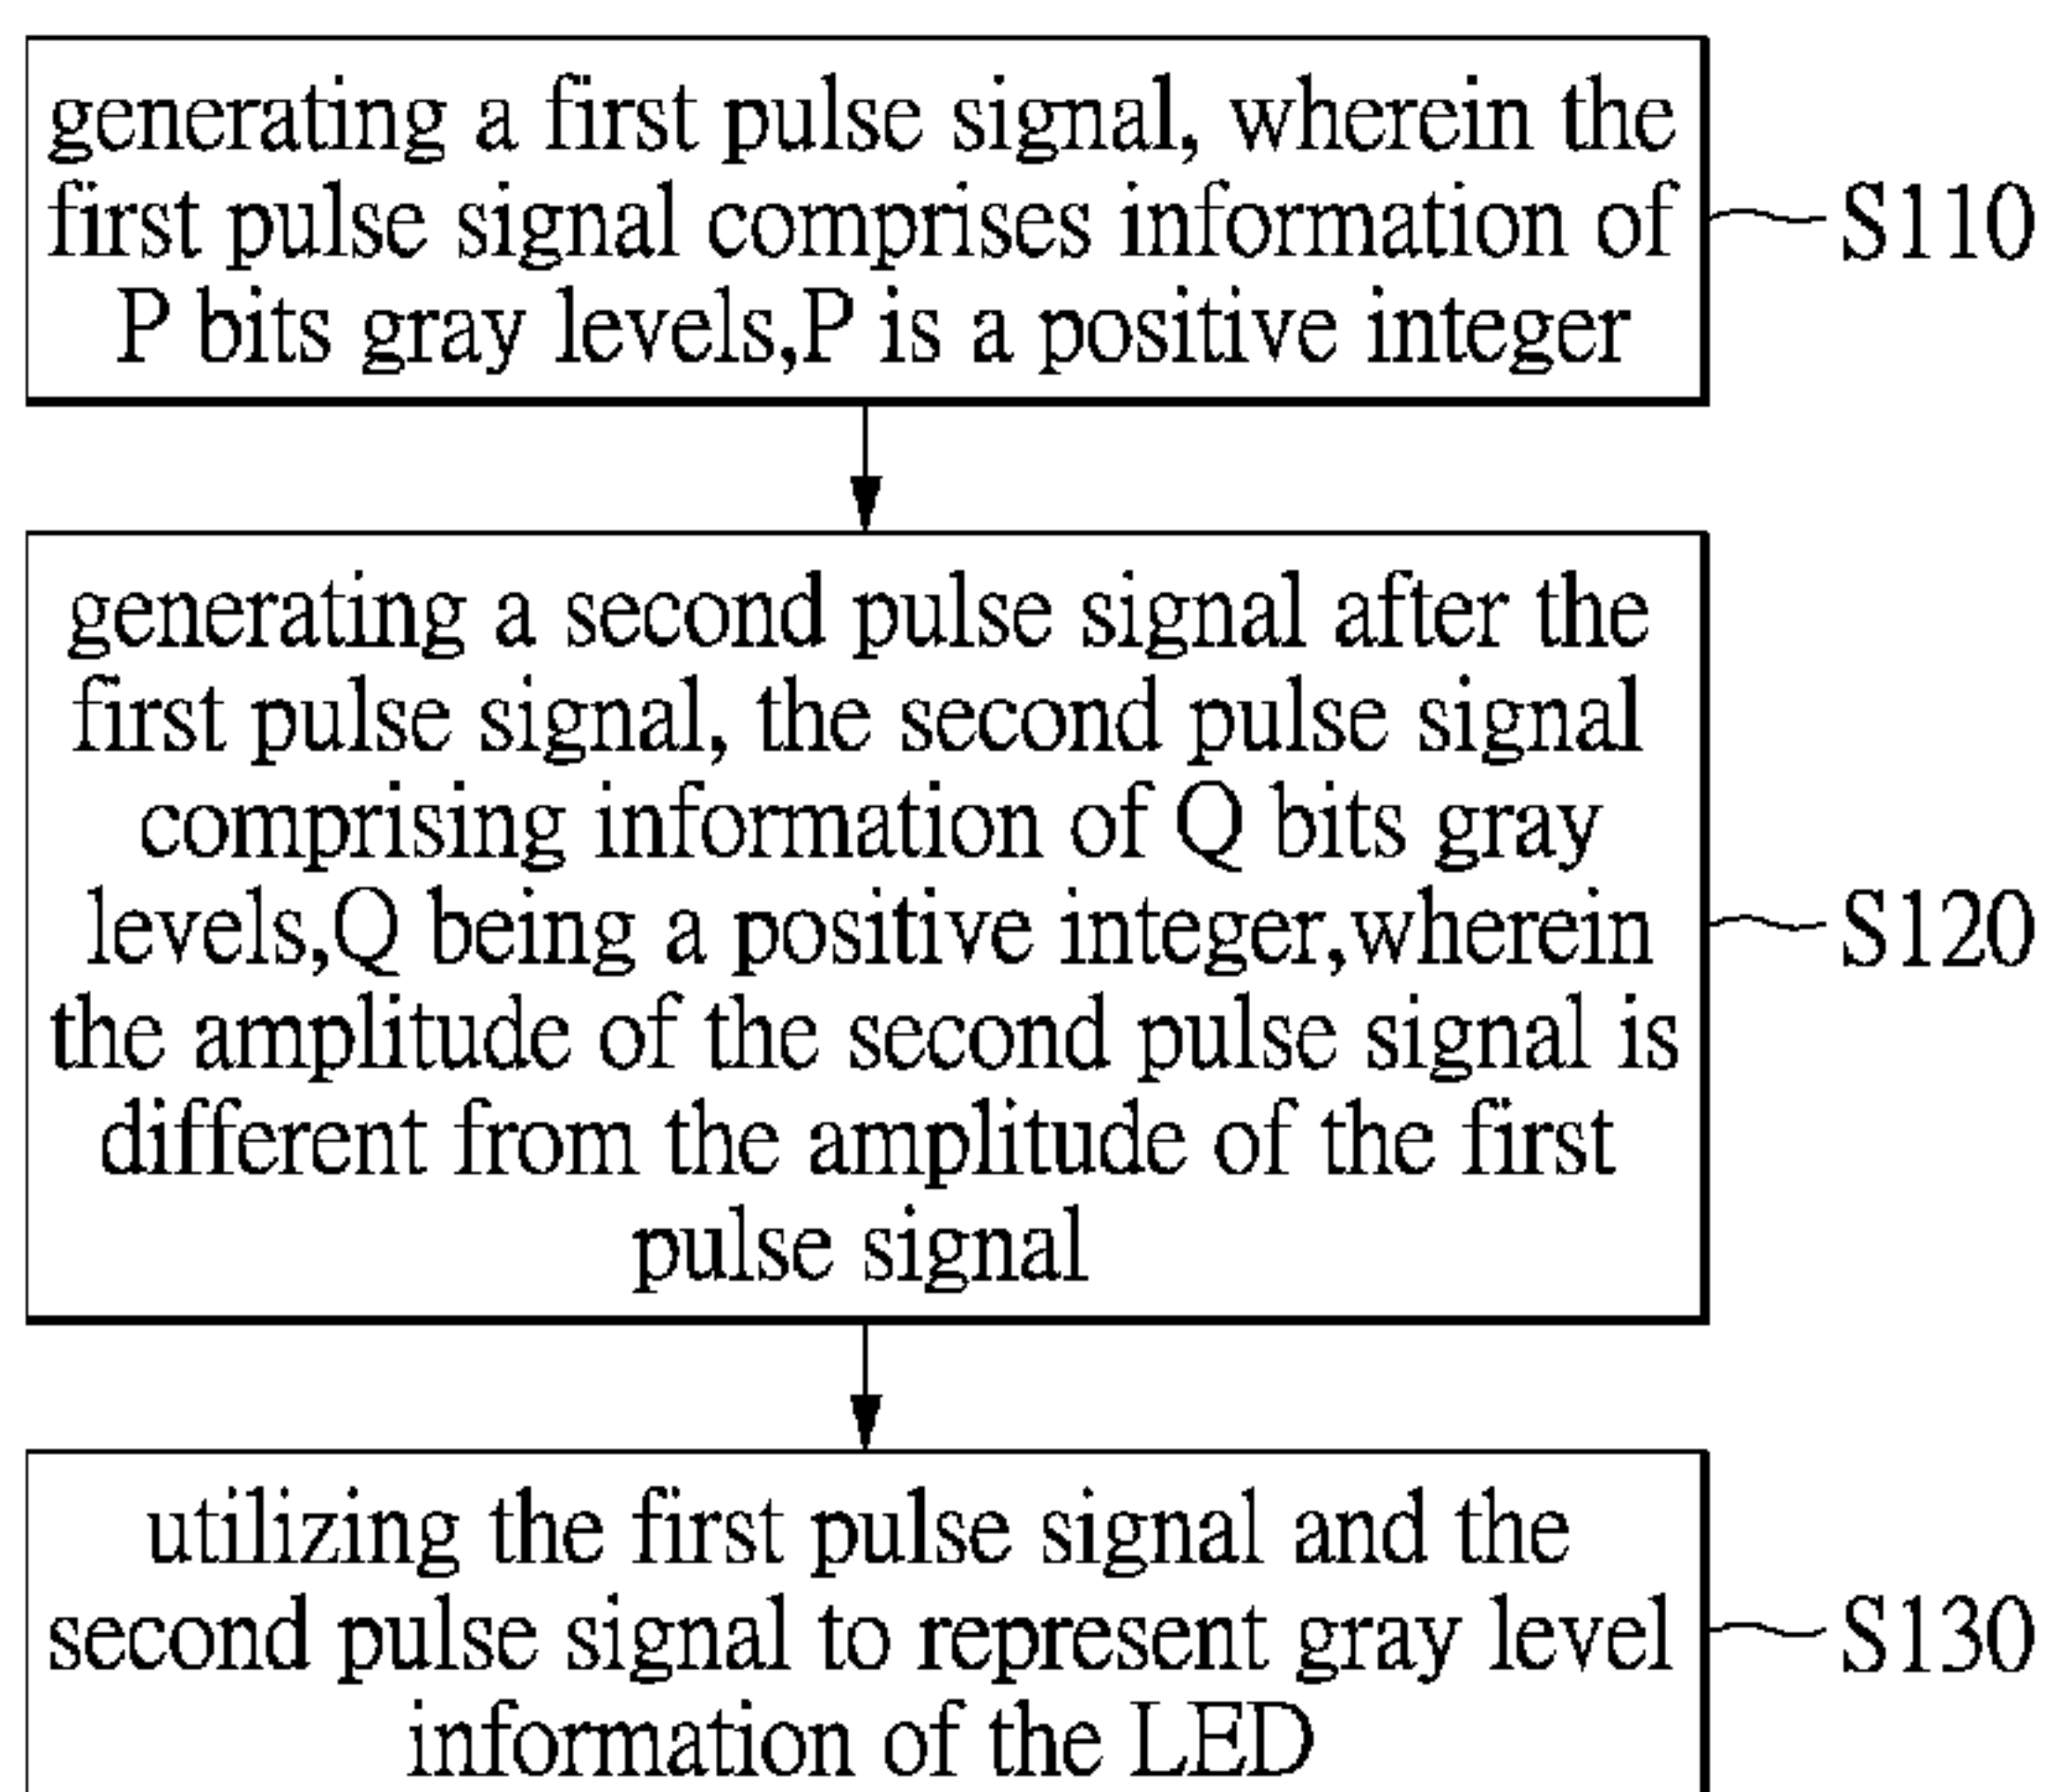 generating a first pulse signal, wherein the
first pulse signal comprises information of
P bits gray levels,P is a positive integer
S110
generating a second pulse signal after the
first pulse signal, the second pulse signal
comprising information of Q bits gray
levels,Q being a positive integer,wherein
the amplitude of the second pulse signal is
different from the amplitude of the first
pulse signal
S120
utilizing the first pulse signal and the
second pulse signal to represent gray level
information of the LED
S130